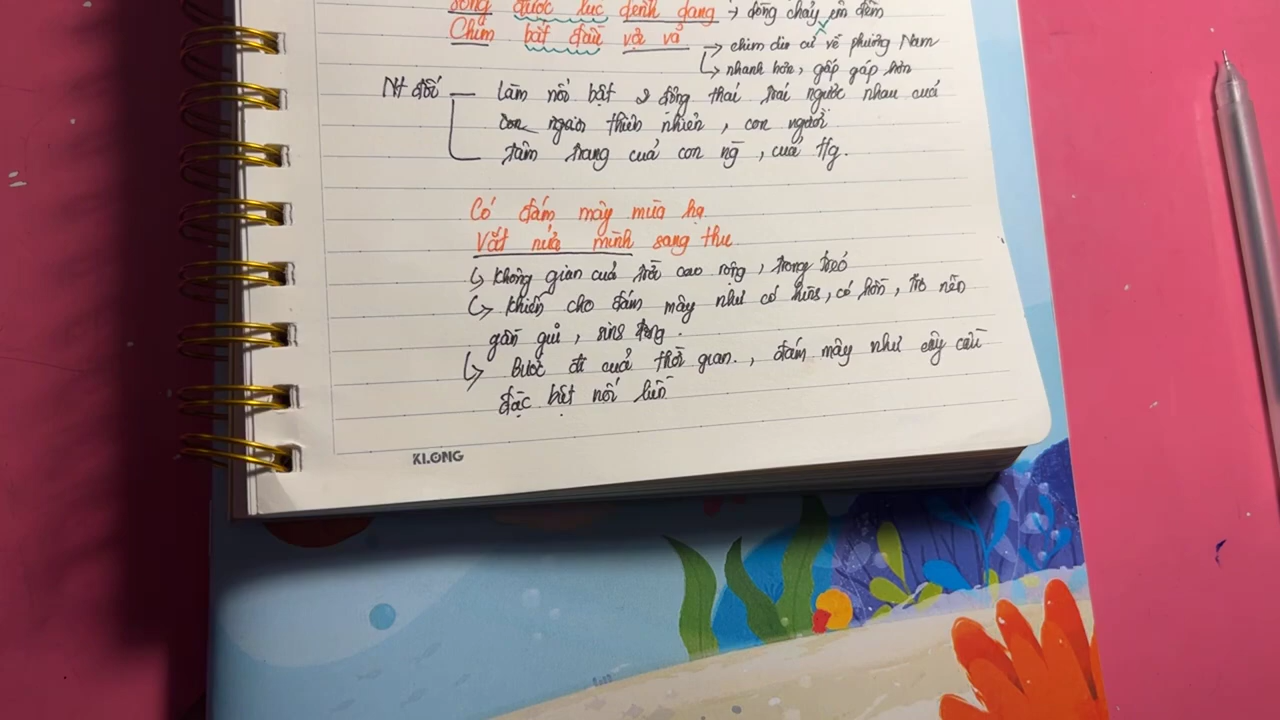 Sông được lúc dềnh dàng → dòng chảy êm đềm
Chim bắt đầu vội vã → chim di cư về phương Nam
↳ nhanh hơn, gấp gáp hơn
Nt đối — làm nổi bật 2 động thái trái ngược nhau của
con ngào thiên nhiên, con người
tâm trạng của con ng̃, của tg.
Có đám mây mùa hạ
Vắt nửa mình sang thu
↳ Không gian của trời cao rộng, trong trẻo
↳ Khiến cho đám mây như có hình, có hồn, trở nên
gần gũi, sinh động.
↳ Bước đi của thời gian., đám mây như cây cầu
đặc biệt nối liền
KLONG